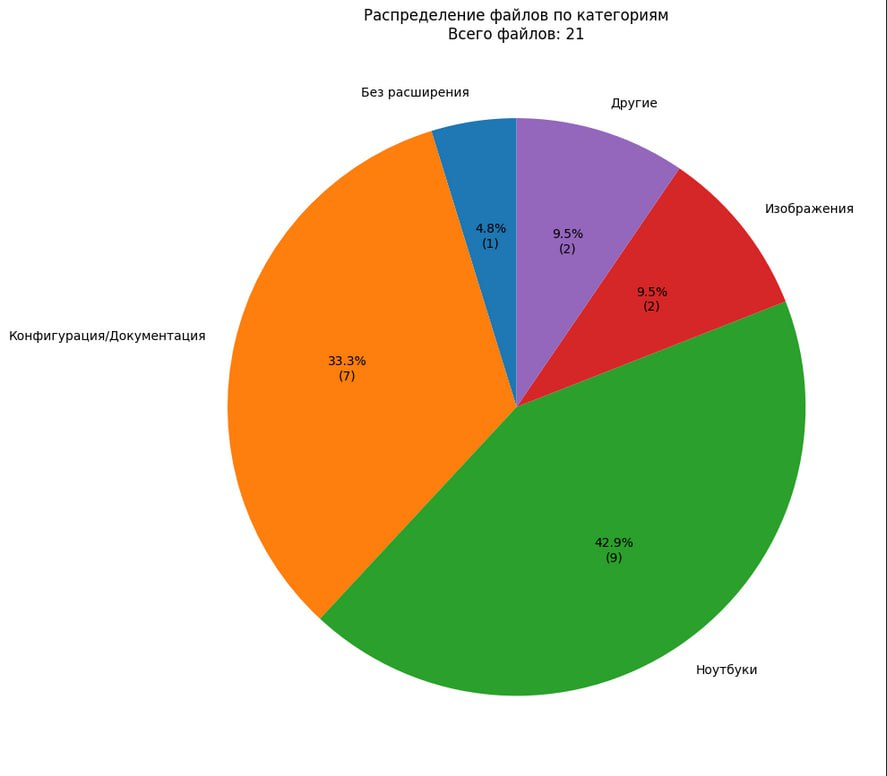 Распределение файлов по категориям
Всего файлов: 21
Без расширения
Другие
Изображения
4.8%
(1)
9.5%
(2)
9.5%
(2)
Конфигурация/Документация
33.3%
(7)
42.9%
(9)
Ноутбуки